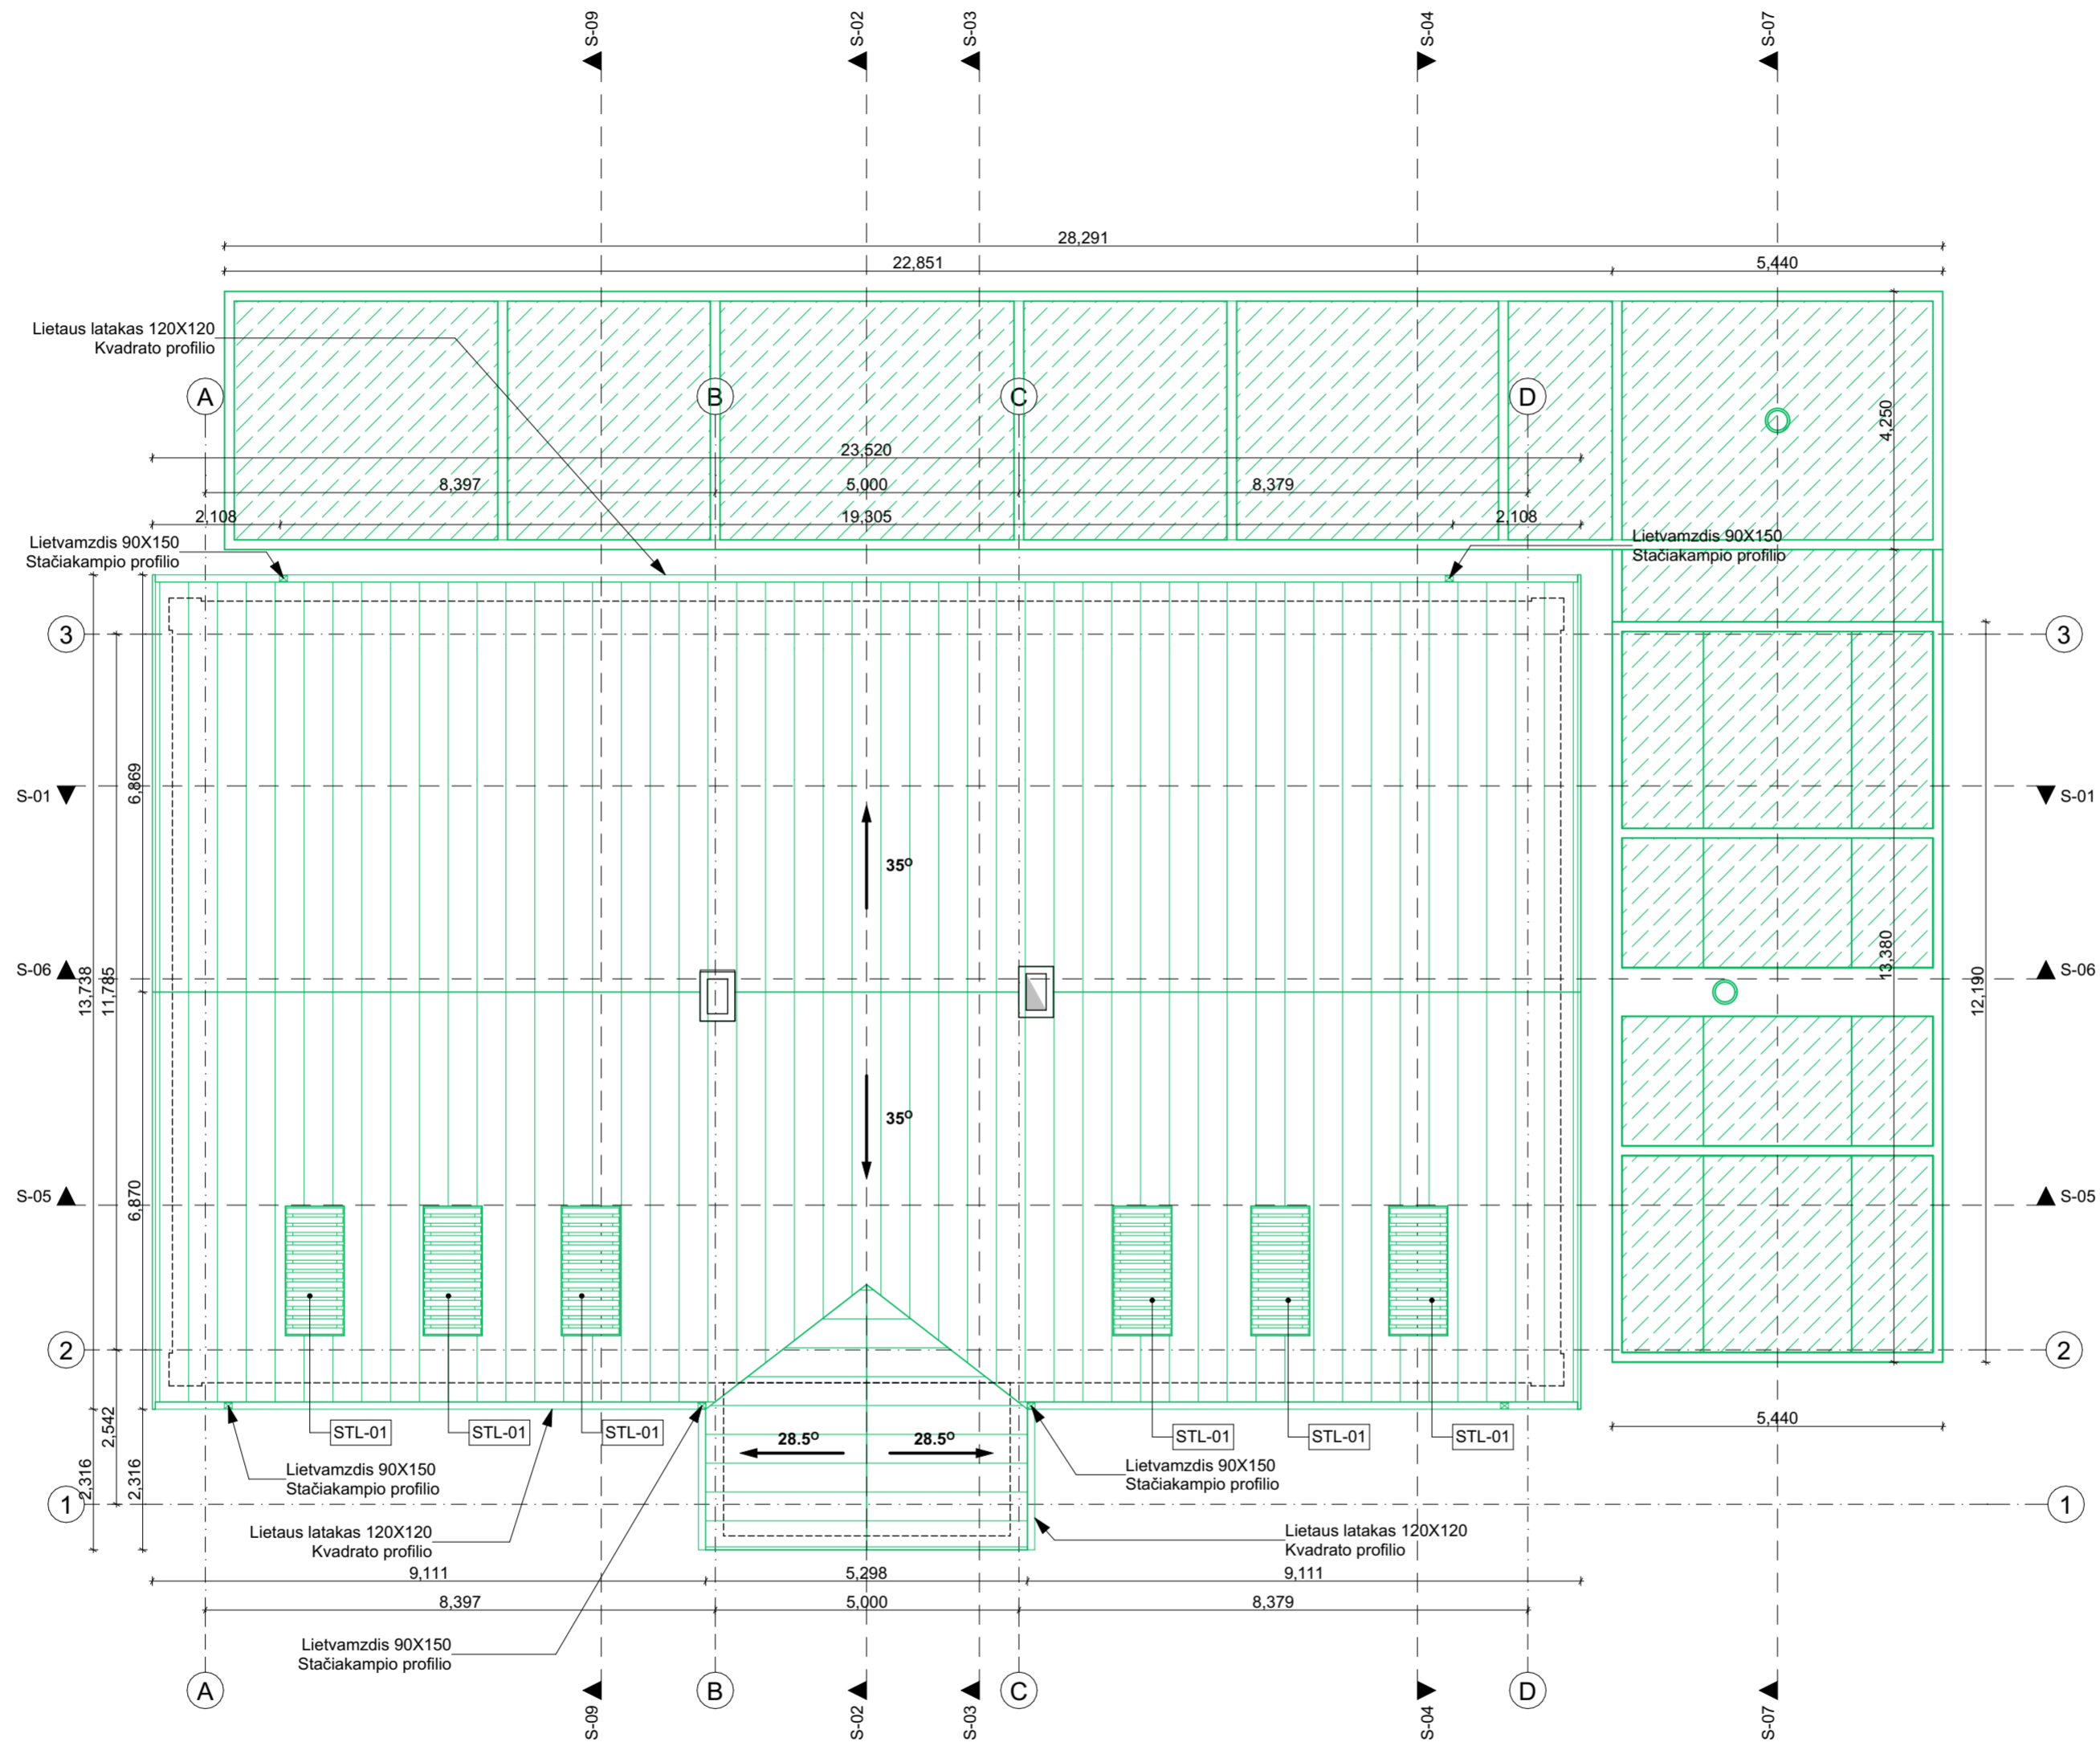 S-09
S-02
S-03
S-04
S-07
28,291
22,851
5,440
Lietaus latakas 120X120
Kvadrato profilio
A
B
C
D
4,250
23,520
8,397
5,000
8,379
2,108
19,305
2,108
Lietvamzdis 90X150
Stačiakampio profilio
Lietvamzdis 90X150
Stačiakampio profilio
3
3
S-01
6,869
S-01
35º
S-06
13,738
11,785
13,380
12,190
S-06
35º
S-05
6,870
S-05
2
2
STL-01
STL-01
STL-01
STL-01
STL-01
STL-01
5,440
28.5º
28.5º
2,542
2,316
2,316
Lietvamzdis 90X150
Stačiakampio profilio
Lietvamzdis 90X150
Stačiakampio profilio
1
1
Lietaus latakas 120X120
Kvadrato profilio
Lietaus latakas 120X120
Kvadrato profilio
9,111
5,298
9,111
8,397
5,000
8,379
Lietvamzdis 90X150
Stačiakampio profilio
A
B
C
D
S-09
S-02
S-03
S-04
S-07